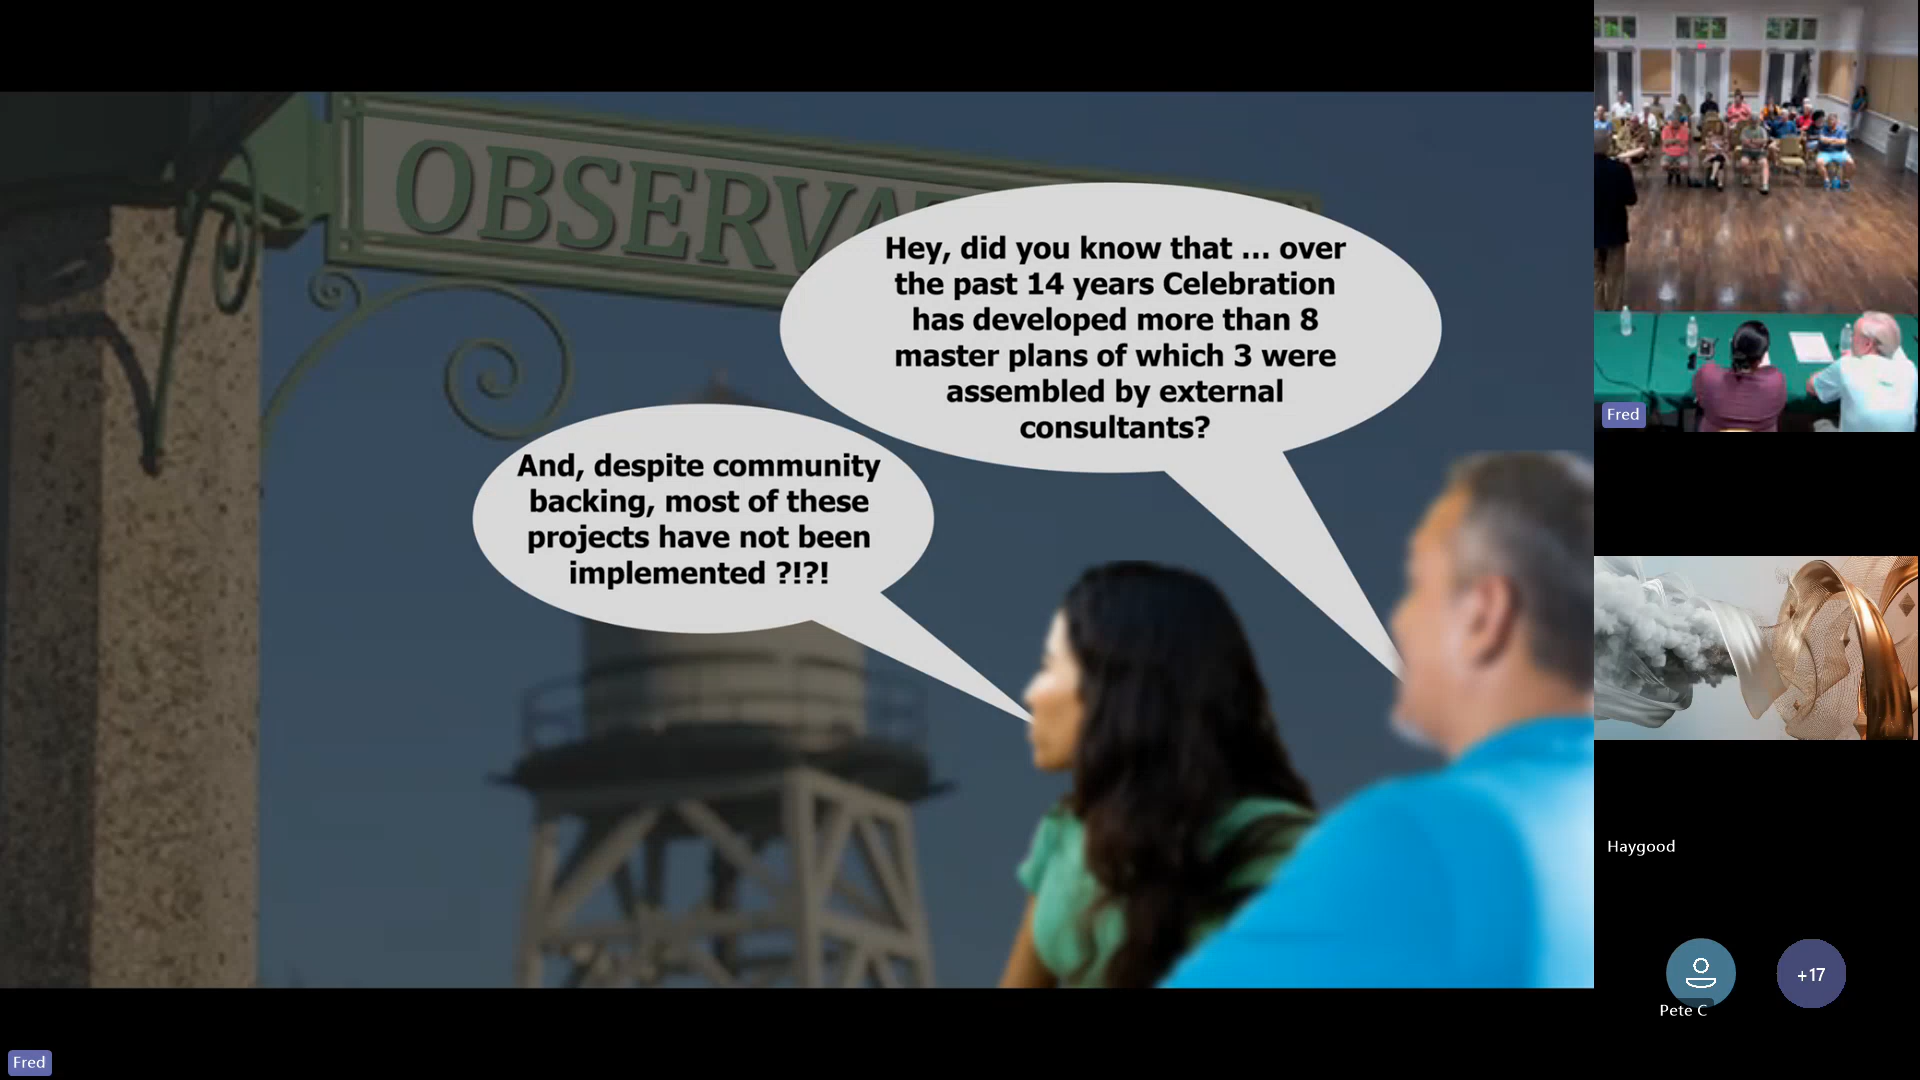 OBSERVAT
Hey, did you know that ... over
the past 14 years Celebration
has developed more than 8
master plans of which 3 were
assembled by external
consultants?
And, despite community
backing, most of these
projects have not been
implemented ?!?!
Fred
Haygood
Pete C
+17
Fred